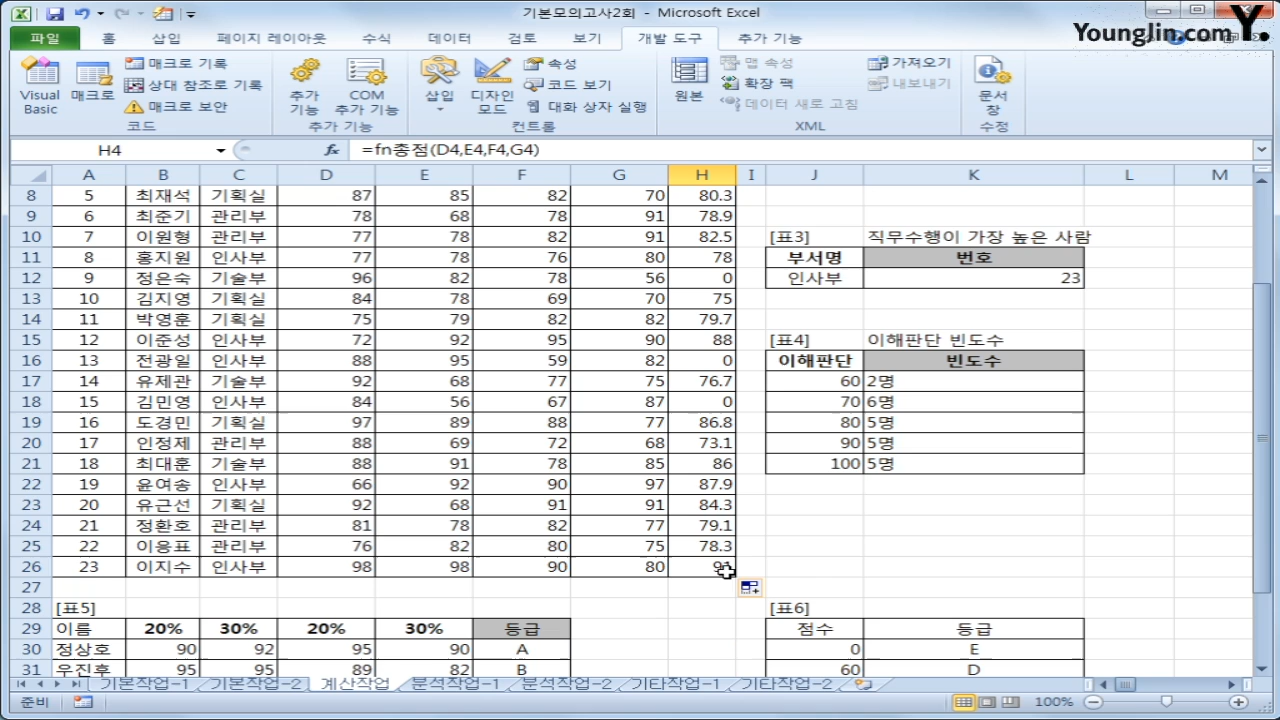 기본모의고사2회 - Microsoft Excel
Younglin.com Y.
파일 홈 삽입 페이지 레이아웃 수식 데이터 검토 보기 개발 도구 추가 기능
Visual Basic
매크로
매크로 기록
상대 참조로 기록
매크로 보안
추가 기능
COM 추가 기능
삽입
디자인 모드
속성
코드 보기
대화 상자 실행
원본
맵 속성
확장 팩
데이터 새로 고침
가져오기
내보내기
문서 창
코드 추가 기능 컨트롤 XML 수정
H4 fx =fn총점(D4,E4,F4,G4)
A B C D E F G H I J K L M
8 5 최재석 기획실 87 85 82 70 80.3
9 6 최준기 관리부 78 68 78 91 78.9
10 7 이원형 관리부 77 78 82 91 82.5 [표3] 직무수행이 가장 높은 사람
11 8 홍지원 인사부 77 78 76 80 78 부서명 번호
12 9 정은숙 기술부 96 82 78 56 0 인사부 23
13 10 김지영 기획실 84 78 69 70 75
14 11 박영훈 기획실 75 79 82 82 79.7
15 12 이준성 인사부 72 92 95 90 88 [표4] 이해판단 빈도수
16 13 전광일 인사부 88 95 59 82 0 이해판단 빈도수
17 14 유제관 기술부 92 68 77 75 76.7 60 2명
18 15 김민영 인사부 84 56 67 87 0 70 6명
19 16 도경민 기획실 97 89 88 77 86.8 80 5명
20 17 인정제 관리부 88 69 72 68 73.1 90 5명
21 18 최대훈 기술부 88 91 78 85 86 100 5명
22 19 윤여송 인사부 66 92 90 97 87.9
23 20 유근선 기획실 92 68 91 91 84.3
24 21 정환호 관리부 81 78 82 77 79.1
25 22 이응표 관리부 76 82 80 75 78.3
26 23 이지수 인사부 98 98 90 80
27
28 [표5] [표6]
29 이름 20% 30% 20% 30% 등급 점수 등급
30 정상호 90 92 95 90 A 0 E
31 우진후 95 95 89 82 B 60 D
기본작업-1 기본작업-2 계산작업 분석작업-1 분석작업-2 기타작업-1 기타작업-2
준비 100%